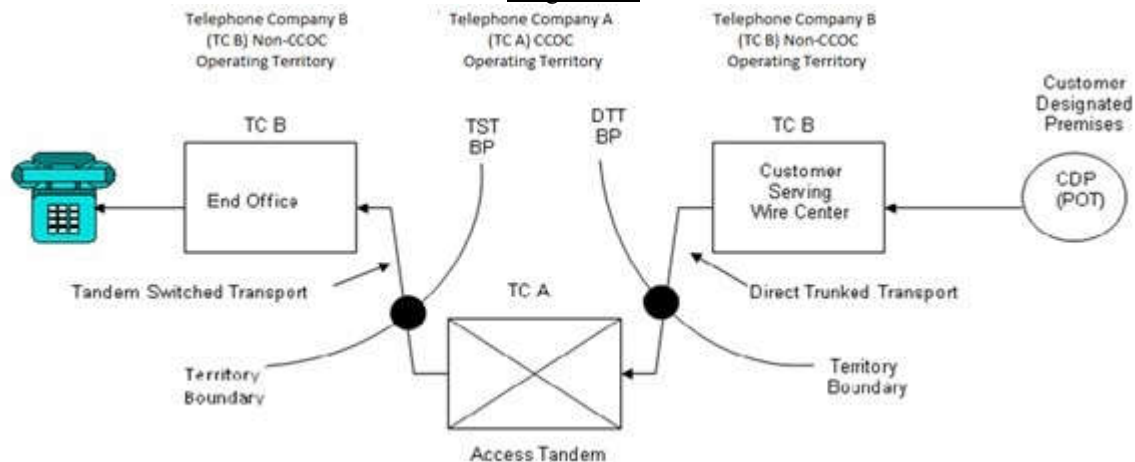 Telephone Company B
(TC B) Non-CCOC
Operating Territory
Telephone Company A
(TC A) CCOC
Operating Territory
Telephone Company B
(TC B) Non-CCOC
Operating Territory
Customer
Designated
Premises
TC B
TST
BP
DTT
BP
TC B
End Office
Customer
Serving
Wire Center
CDP
(POT)
Tandem Switched Transport
TC A
Direct Trunked Transport
Territory
Boundary
Territory
Boundary
Access Tandem